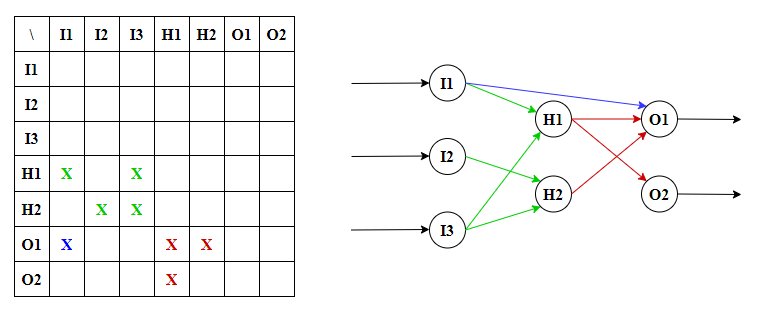 \ I1 I2 I3 H1 H2 O1 O2
I1
I2
I3
H1 X X
H2 X X
O1 X X X
O2 X
I1
H1 O1
I2
H2 O2
I3